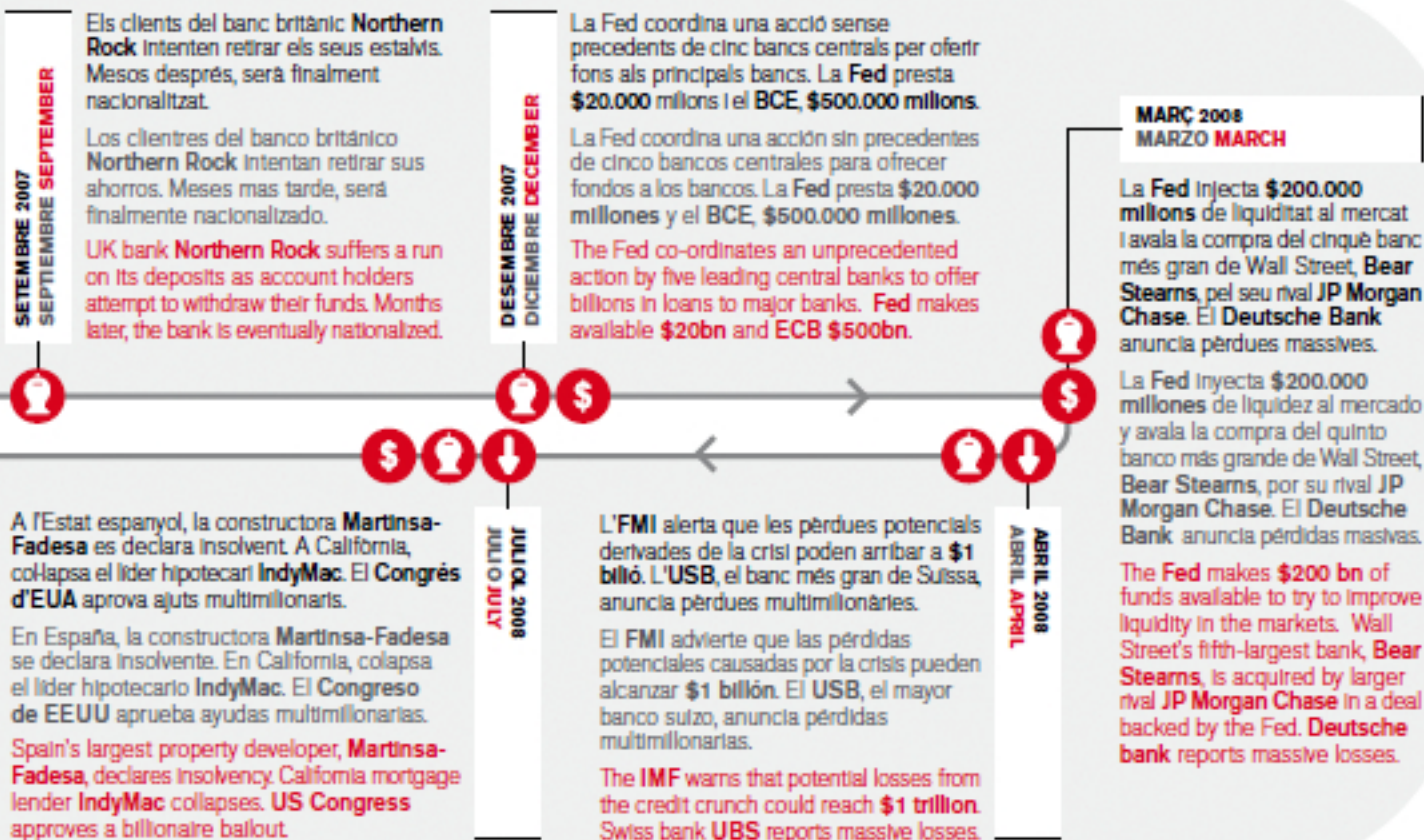 SETEMBRE 2007
SEPTIEMBRE SEPTEMBER
Els clients del banc britànic Northern
Rock intenten retirar els seus estalvis.
Mesos després, serà finalment
nacionalitzat.
Los clientres del banco británico
Northern Rock intentan retirar sus
ahorros. Meses mas tarde, será
finalmente nacionalizado.
UK bank Northern Rock suffers a run
on its deposits as account holders
attempt to withdraw their funds. Months
later, the bank is eventually nationalized.
DESEMBRE 2007
DICIEMBRE DECEMBER
La Fed coordina una acció sense
precedents de cinc bancs centrals per oferir
fons als principals bancs. La Fed presta
$20.000 milions i el BCE, $500.000 milions.
La Fed coordina una acción sin precedentes
de cinco bancos centrales para ofrecer
fondos a los bancos. La Fed presta $20.000
millones y el BCE, $500.000 millones.
The Fed co-ordinates an unprecedented
action by five leading central banks to offer
billions in loans to major banks. Fed makes
available $20bn and ECB $500bn.
MARÇ 2008
MARZO MARCH
La Fed injecta $200.000
milions de liquiditat al mercat
i avala la compra del cinquè banc
més gran de Wall Street, Bear
Stearns, pel seu rival JP Morgan
Chase. El Deutsche Bank
anuncia pèrdues massives.
La Fed inyecta $200.000
millones de liquidez al mercado
y avala la compra del quinto
banco más grande de Wall Street,
Bear Stearns, por su rival JP
Morgan Chase. El Deutsche
Bank anuncia pérdidas masivas.
The Fed makes $200 bn of
funds available to try to improve
liquidity in the markets. Wall
Street's fifth-largest bank, Bear
Stearns, is acquired by larger
rival JP Morgan Chase in a deal
backed by the Fed. Deutsche
bank reports massive losses.
$
$
$
ABRIL 2008
ABRIL APRIL
L'FMI alerta que les pèrdues potencials
derivades de la crisi poden arribar a $1
bilió. L'USB, el banc més gran de Suïssa,
anuncia pèrdues multimilionàries.
El FMI advierte que las pérdidas
potenciales causadas por la crisis pueden
alcanzar $1 billón. El USB, el mayor
banco suizo, anuncia pérdidas
multimillonarias.
The IMF warns that potential losses from
the credit crunch could reach $1 trillion.
Swiss bank UBS reports massive losses.
JULIOL 2008
JULIO JULY
A l'Estat espanyol, la constructora Martinsa-
Fadesa es declara insolvent. A Califòrnia,
col·lapsa el líder hipotecari IndyMac. El Congrés
d'EUA aprova ajuts multimilionaris.
En España, la constructora Martinsa-Fadesa
se declara insolvente. En California, colapsa
el líder hipotecario IndyMac. El Congreso
de EEUU aprueba ayudas multimillonarias.
Spain's largest property developer, Martinsa-
Fadesa, declares insolvency. California mortgage
lender IndyMac collapses. US Congress
approves a billionaire bailout.